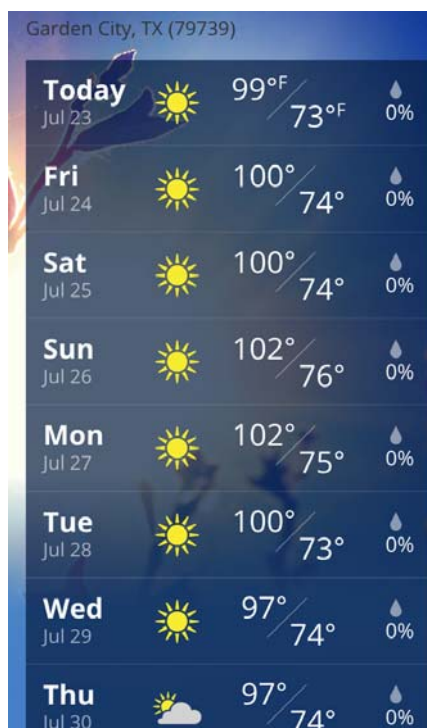 Garden City, TX (79739)
Today 99°F
Jul 23 73°F 0%
Fri 100°
Jul 24 74° 0%
Sat 100°
Jul 25 74° 0%
Sun 102°
Jul 26 76° 0%
Mon 102°
Jul 27 75° 0%
Tue 100°
Jul 28 73° 0%
Wed 97°
Jul 29 74° 0%
Thu 97°
Jul 30 74° 0%